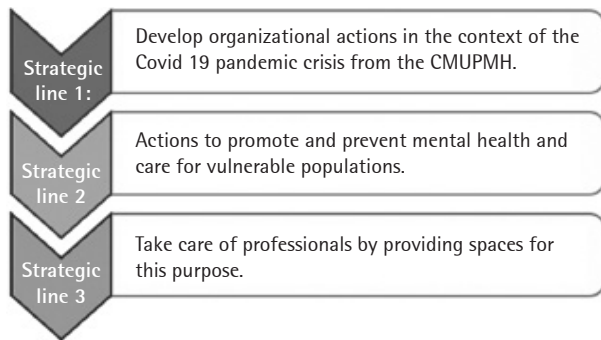 Strategic
line 1:
Develop organizational actions in the context of the
Covid 19 pandemic crisis from the CMUPMH.
Strategic
line 2
Actions to promote and prevent mental health and
care for vulnerable populations.
Strategic
line 3
Take care of professionals by providing spaces for
this purpose.